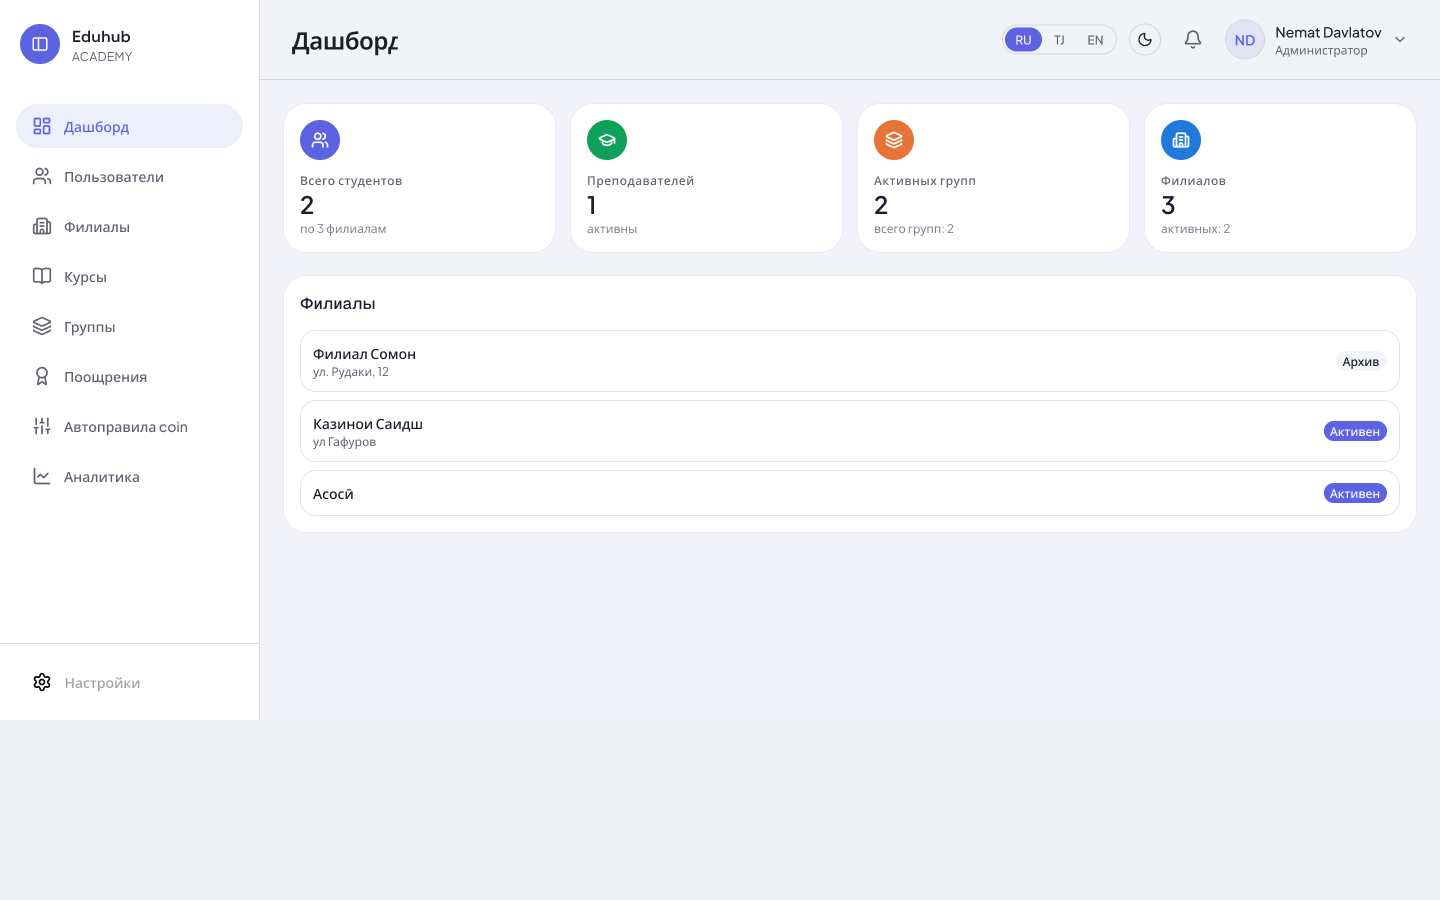 Eduhub
ACADEMY
Дашборд
Пользователи
Филиалы
Курсы
Группы
Поощрения
Автоправила coin
Аналитика
Настройки
Дашборд
RU TJ EN
ND
Nemat Davlatov
Администратор
Всего студентов
2
по 3 филиалам
Преподавателей
1
активны
Активных групп
2
всего групп: 2
Филиалов
3
активных: 2
Филиалы
Филиал Сомон
ул. Рудаки, 12
Архив
Казинои Саидш
ул Гафуров
Активен
Асосӣ
Активен